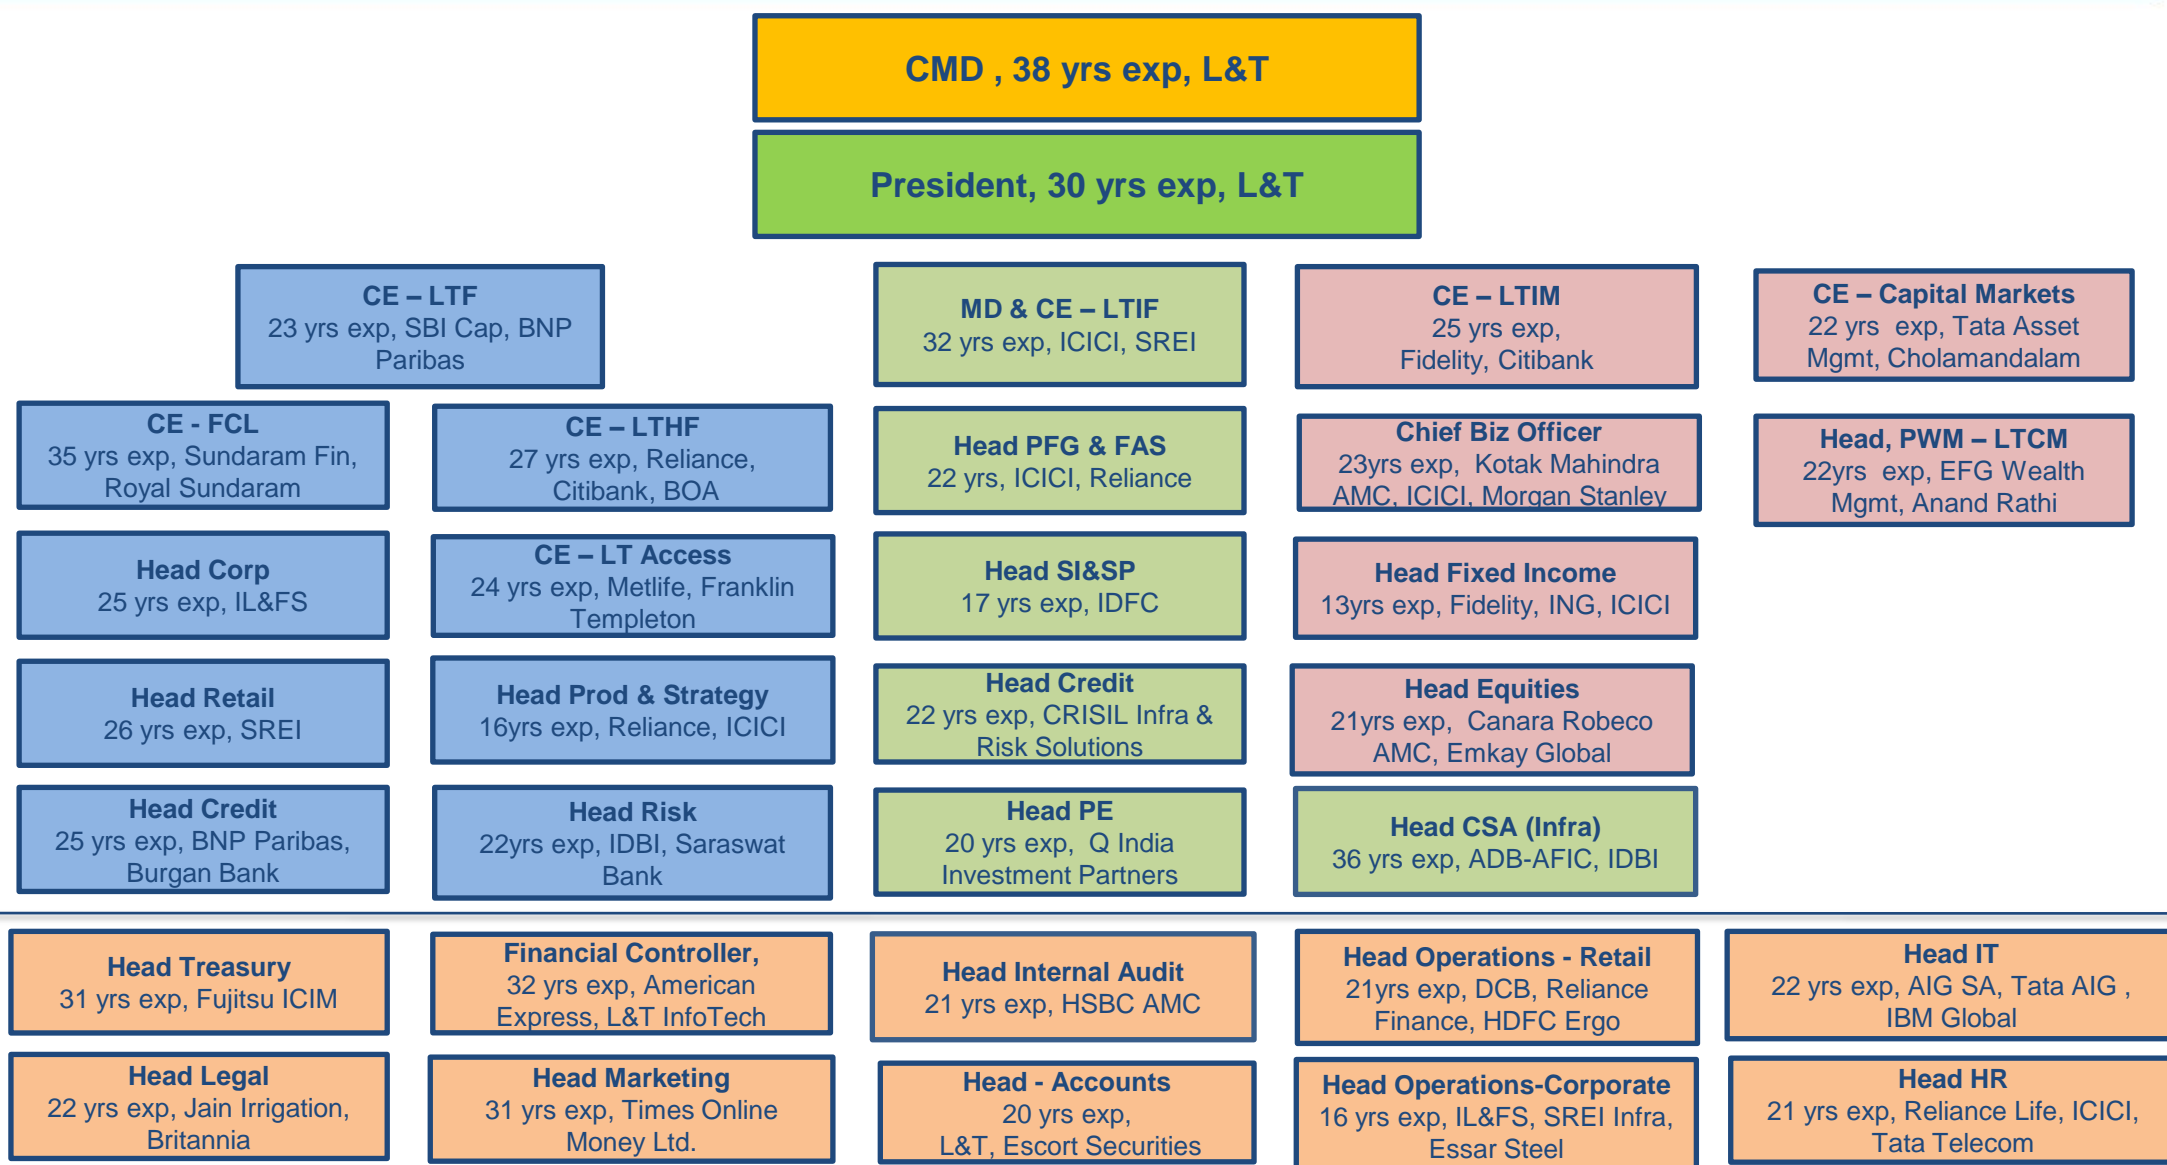 CMD , 38 yrs exp, L&T
President, 30 yrs exp, L&T
CE – LTF
23 yrs exp, SBI Cap, BNP
Paribas
MD & CE – LTIF
32 yrs exp, ICICI, SREI
CE – LTIM
25 yrs exp,
Fidelity, Citibank
CE – Capital Markets
22 yrs  exp, Tata Asset
Mgmt, Cholamandalam
CE - FCL
35 yrs exp, Sundaram Fin,
Royal Sundaram
CE – LTHF
27 yrs exp, Reliance,
Citibank, BOA
Head PFG & FAS
22 yrs, ICICI, Reliance
Chief Biz Officer
23yrs exp,  Kotak Mahindra
AMC, ICICI, Morgan Stanley
Head, PWM – LTCM
22yrs  exp, EFG Wealth
Mgmt, Anand Rathi
Head Corp
25 yrs exp, IL&FS
CE – LT Access
24 yrs exp, Metlife, Franklin
Templeton
Head SI&SP
17 yrs exp, IDFC
Head Fixed Income
13yrs exp, Fidelity, ING, ICICI
Head Retail
26 yrs exp, SREI
Head Prod & Strategy
16yrs exp, Reliance, ICICI
Head Credit
22 yrs exp, CRISIL Infra &
Risk Solutions
Head Equities
21yrs exp,  Canara Robeco
AMC, Emkay Global
Head Credit
25 yrs exp, BNP Paribas,
Burgan Bank
Head Risk
22yrs exp, IDBI, Saraswat
Bank
Head PE
20 yrs exp,  Q India
Investment Partners
Head CSA (Infra)
36 yrs exp, ADB-AFIC, IDBI
Head Treasury
31 yrs exp, Fujitsu ICIM
Financial Controller,
32 yrs exp, American
Express, L&T InfoTech
Head Internal Audit
21 yrs exp, HSBC AMC
Head Operations - Retail
21yrs exp, DCB, Reliance
Finance, HDFC Ergo
Head IT
22 yrs exp, AIG SA, Tata AIG ,
IBM Global
Head Legal
22 yrs exp, Jain Irrigation,
Britannia
Head Marketing
31 yrs exp, Times Online
Money Ltd.
Head - Accounts
20 yrs exp,
L&T, Escort Securities
Head Operations-Corporate
16 yrs exp, IL&FS, SREI Infra,
Essar Steel
Head HR
21 yrs exp, Reliance Life, ICICI,
Tata Telecom